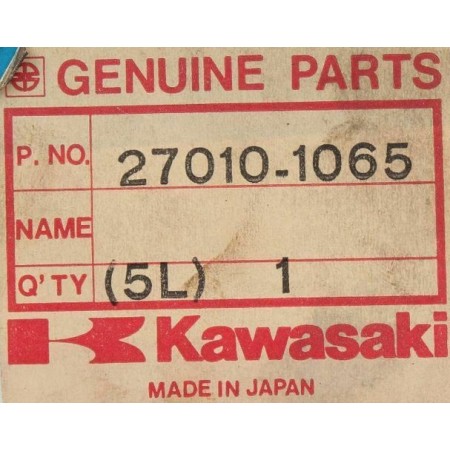 GENUINE PARTS
P. NO. 27010-1065
NAME
Q'TY (5L) 1
Kawasaki
MADE IN JAPAN